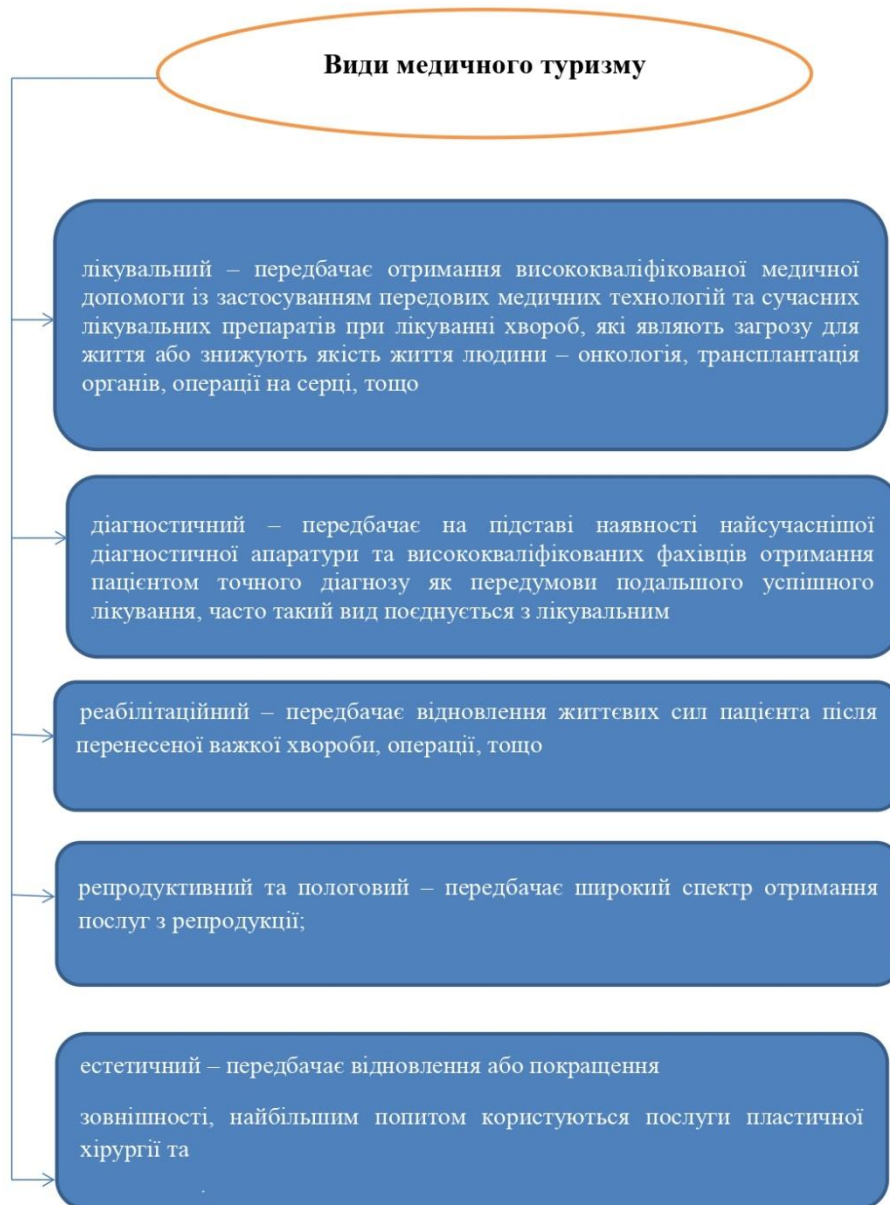 Види медичного туризму
лікувальний – передбачає отримання висококваліфікованої медичної
допомоги із застосуванням передових медичних технологій та сучасних
лікувальних препаратів при лікуванні хвороб, які являють загрозу для
життя або знижують якість життя людини – онкологія, трансплантація
органів, операції на серці, тощо
діагностичний – передбачає на підставі наявності найсучаснішої
діагностичної апаратури та висококваліфікованих фахівців отримання
пацієнтом точного діагнозу як передумови подальшого успішного
лікування, часто такий вид поєднується з лікувальним
реабілітаційний – передбачає відновлення життєвих сил пацієнта після
перенесеної важкої хвороби, операції, тощо
репродуктивний та пологовий – передбачає широкий спектр отримання
послуг з репродукції;
естетичний – передбачає відновлення або покращення
зовнішності, найбільшим попитом користуються послуги пластичної
хірургії та
.